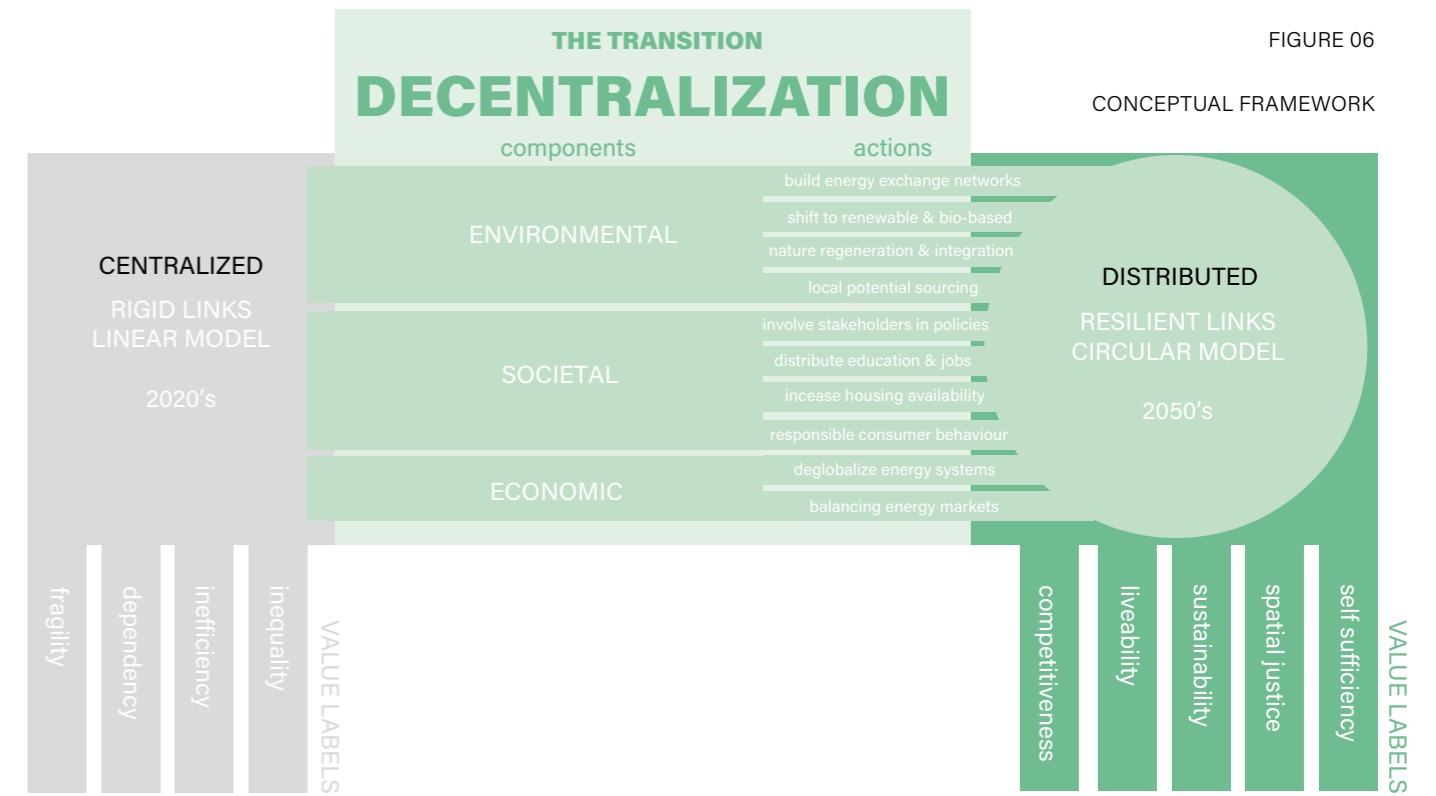 THE TRANSITION
DECENTRALIZATION
components
actions
FIGURE 06
CONCEPTUAL FRAMEWORK
CENTRALIZED
RIGID LINKS
LINEAR MODEL
2020's
ENVIRONMENTAL
SOCIETAL
ECONOMIC
build energy exchange networks
shift to renewable & bio-based
nature regeneration & integration
local potential sourcing
involve stakeholders in policies
distribute education & jobs
incease housing availability
responsible consumer behaviour
deglobalize energy systems
balancing energy markets
DISTRIBUTED
RESILIENT LINKS
CIRCULAR MODEL
2050's
fragility
dependency
inefficiency
inequality
VALUE LABELS
competitiveness
liveability
sustainability
spatial justice
self sufficiency
VALUE LABELS